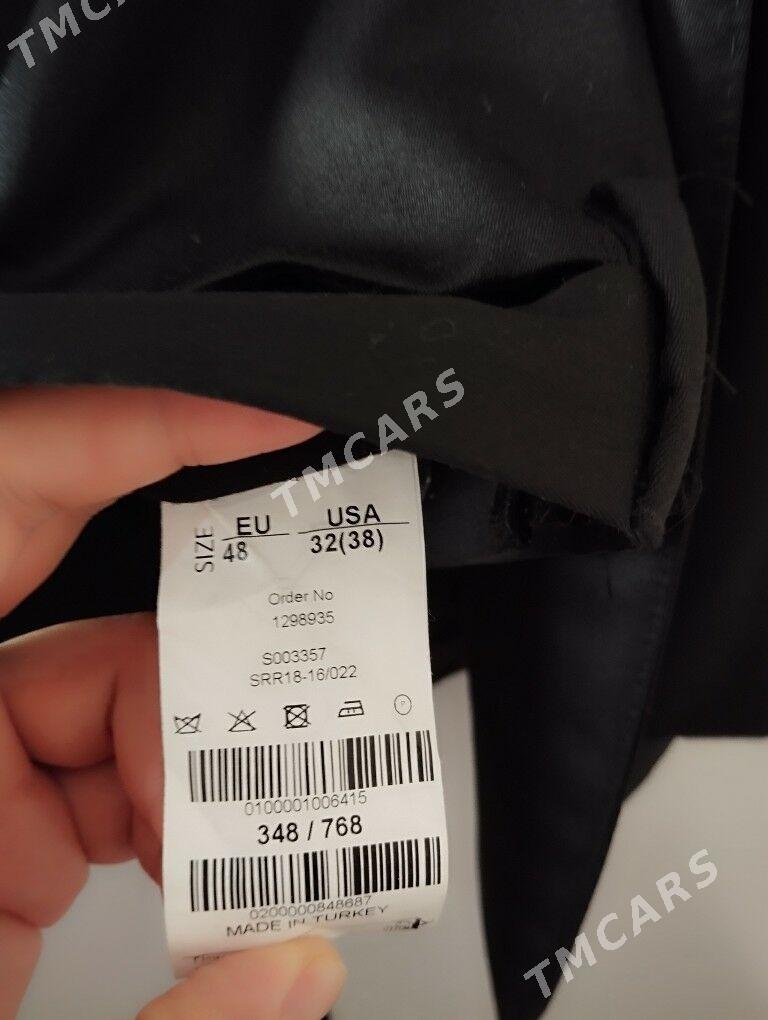 TMCARS
SIZE EU USA
48 32(38)
TMCARS
Order No
1298935
S003357
SRR18-16/022
P
0100001006415
348 / 768
0200000848687
MADE IN TURKEY
TMCARS